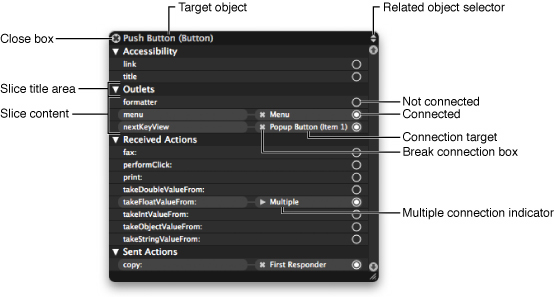 Target object
Related object selector
Close box
Push Button (Button)
Accessibility
link
title
Slice title area
Outlets
Slice content
formatter
Not connected
menu
Menu
Connected
nextKeyView
Popup Button (Item 1)
Connection target
Received Actions
Break connection box
fax:
performClick:
print:
takeDoubleValueFrom:
takeFloatValueFrom:
Multiple
takeIntValueFrom:
Multiple connection indicator
takeObjectValueFrom:
takeStringValueFrom:
Sent Actions
copy:
First Responder